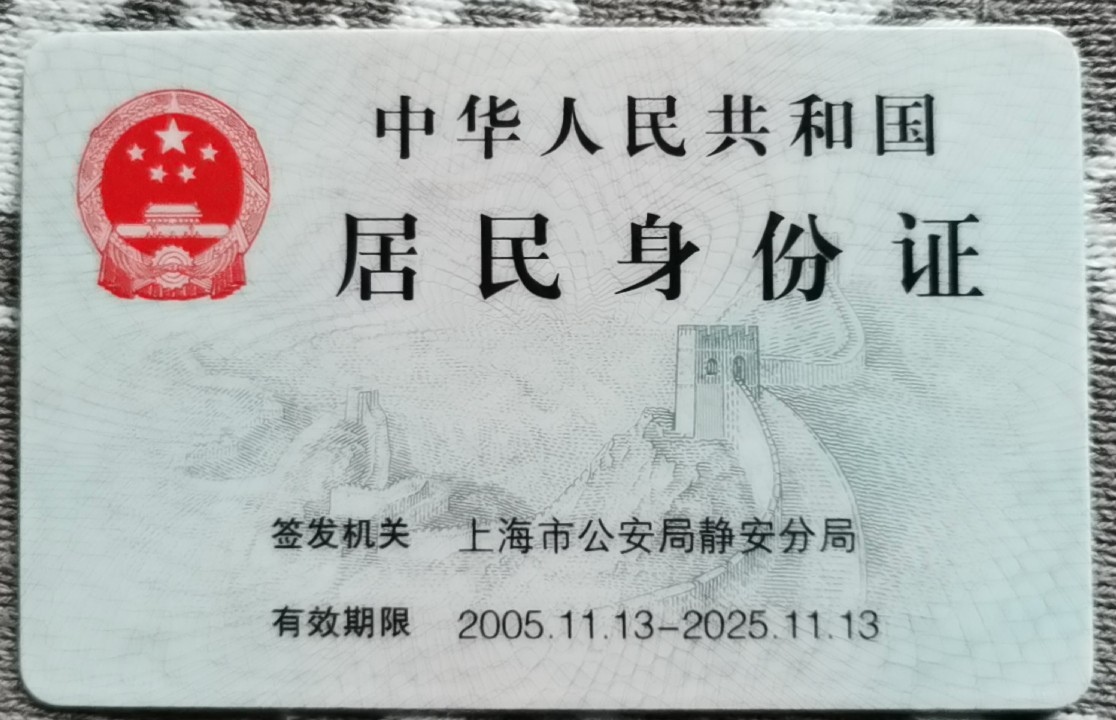 中华人民共和国
居民身份证
签发机关 上海市公安局静安分局
有效期限 2005.11.13-2025.11.13